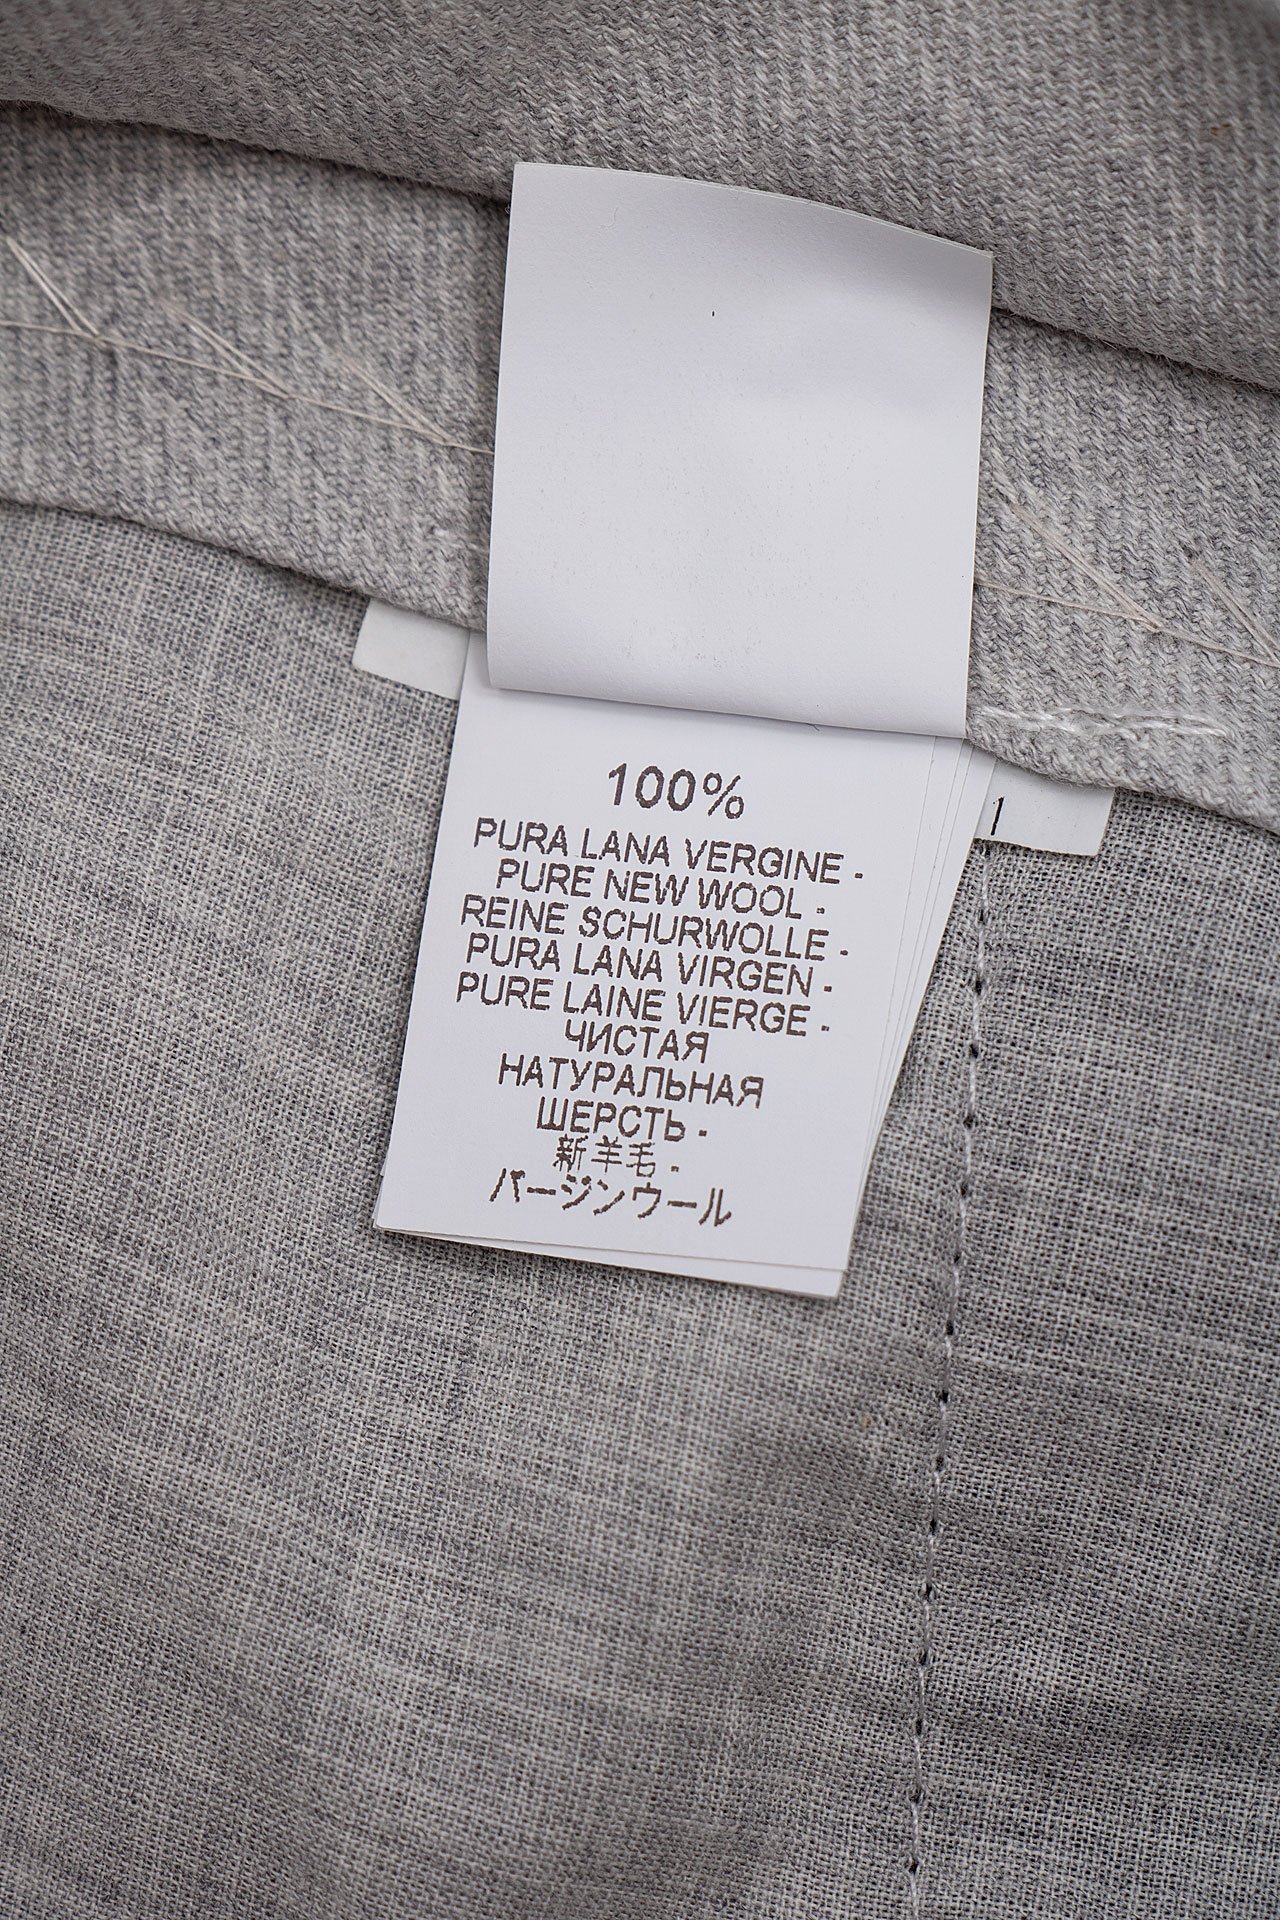 100%
PURA LANA VERGINE -
PURE NEW WOOL -
REINE SCHURWOLLE -
PURA LANA VIRGEN -
PURE LAINE VIERGE -
ЧИСТАЯ
НАТУРАЛЬНАЯ
ШЕРСТЬ -
新羊毛 -
バージンウール
1